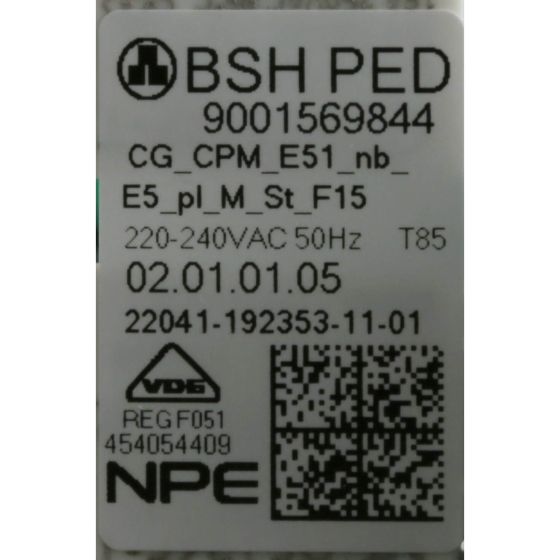 BSH PED
9001569844
CG_CPM_E51_nb_
E5_pl_M_St_F15
220-240VAC 50Hz T85
02.01.01.05
22041-192353-11-01
VDE
REG F051
454054409
NPE